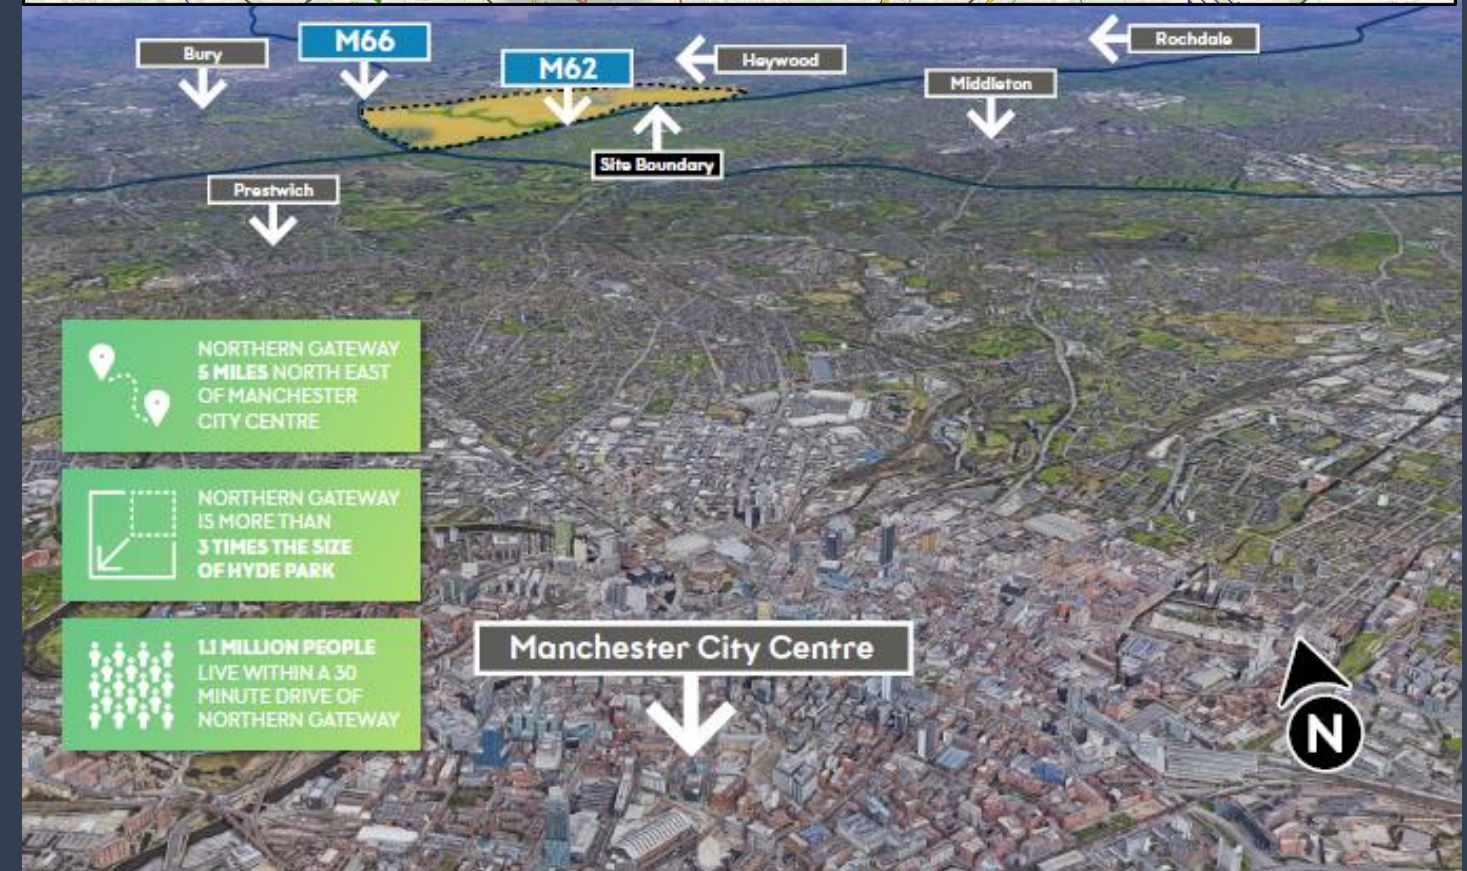 M66
Bury
M62
Heywood
Rochdale
Middleton
Site Boundary
Prestwich
NORTHERN GATEWAY
5 MILES NORTH EAST
OF MANCHESTER
CITY CENTRE
NORTHERN GATEWAY
IS MORE THAN
3 TIMES THE SIZE
OF HYDE PARK
1.1 MILLION PEOPLE
LIVE WITHIN A 30
MINUTE DRIVE OF
NORTHERN GATEWAY
Manchester City Centre
N